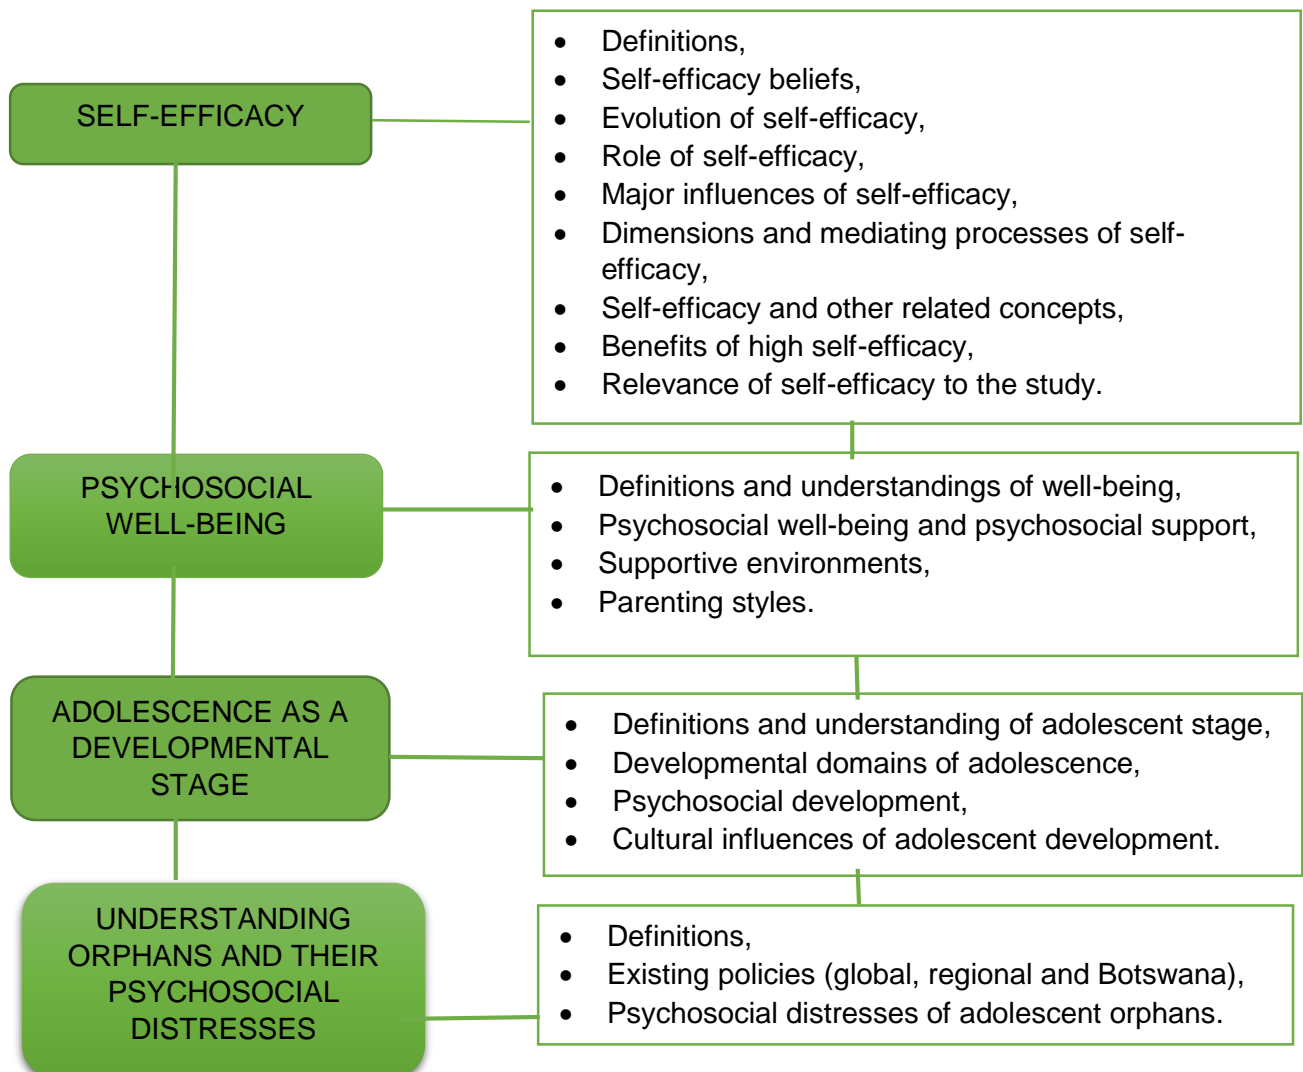 SELF-EFFICACY
• Definitions,
• Self-efficacy beliefs,
• Evolution of self-efficacy,
• Role of self-efficacy,
• Major influences of self-efficacy,
• Dimensions and mediating processes of self-
efficacy,
• Self-efficacy and other related concepts,
• Benefits of high self-efficacy,
• Relevance of self-efficacy to the study.
PSYCHOSOCIAL
WELL-BEING
• Definitions and understandings of well-being,
• Psychosocial well-being and psychosocial support,
• Supportive environments,
• Parenting styles.
ADOLESCENCE AS A
DEVELOPMENTAL
STAGE
• Definitions and understanding of adolescent stage,
• Developmental domains of adolescence,
• Psychosocial development,
• Cultural influences of adolescent development.
UNDERSTANDING
ORPHANS AND THEIR
PSYCHOSOCIAL
DISTRESSES
• Definitions,
• Existing policies (global, regional and Botswana),
• Psychosocial distresses of adolescent orphans.